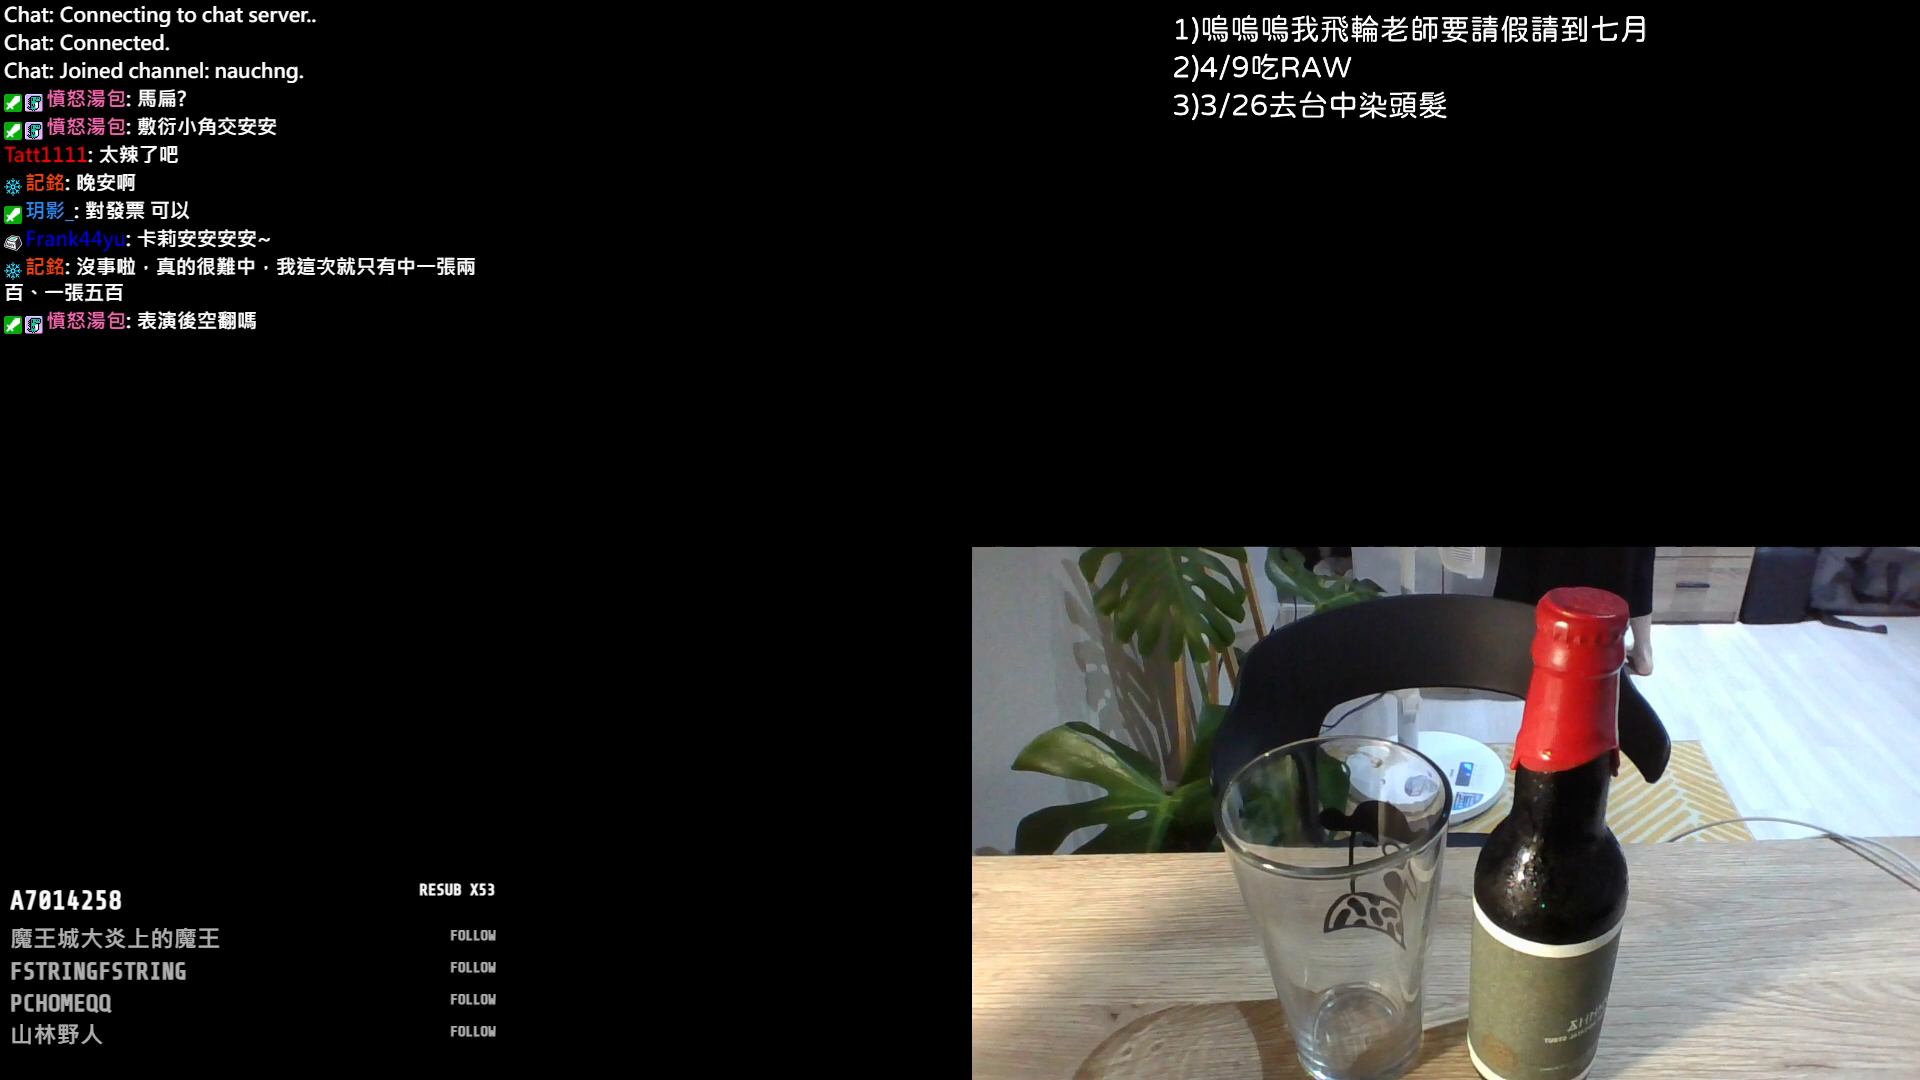 Chat: Connecting to chat server..
Chat: Connected.
Chat: Joined channel: nauchng.
憤怒湯包: 馬扁?
憤怒湯包: 敷衍小角交安安
Tatt1111: 太辣了吧
記銘: 晚安啊
玥影_: 對發票 可以
Frank44yu: 卡莉安安安安~
記銘: 沒事啦，真的很難中，我這次就只有中一張兩
百、一張五百
憤怒湯包: 表演後空翻嗎
1)嗚嗚嗚我飛輪老師要請假請到七月
2)4/9吃RAW
3)3/26去台中染頭髮
A7014258 RESUB X53
魔王城大炎上的魔王 FOLLOW
FSTRINGFSTRING FOLLOW
PCHOMEQQ FOLLOW
山林野人 FOLLOW